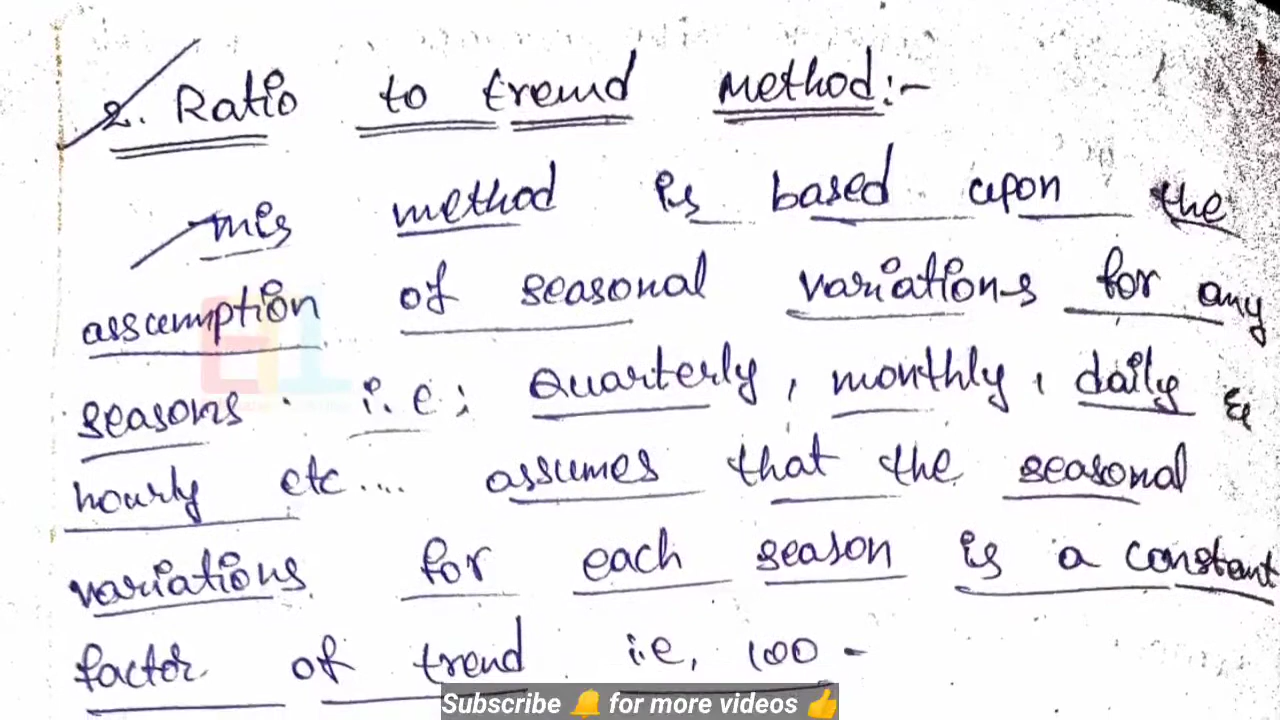 2. Ratio to trend method:-
This method is based upon the
assumption of seasonal variations for any
seasons. i.e; Quarterly, monthly, daily &
hourly etc.... assumes that the seasonal
variations for each season is a constant
factor of trend i.e, 100 -
Subscribe 🔔 for more videos 👍